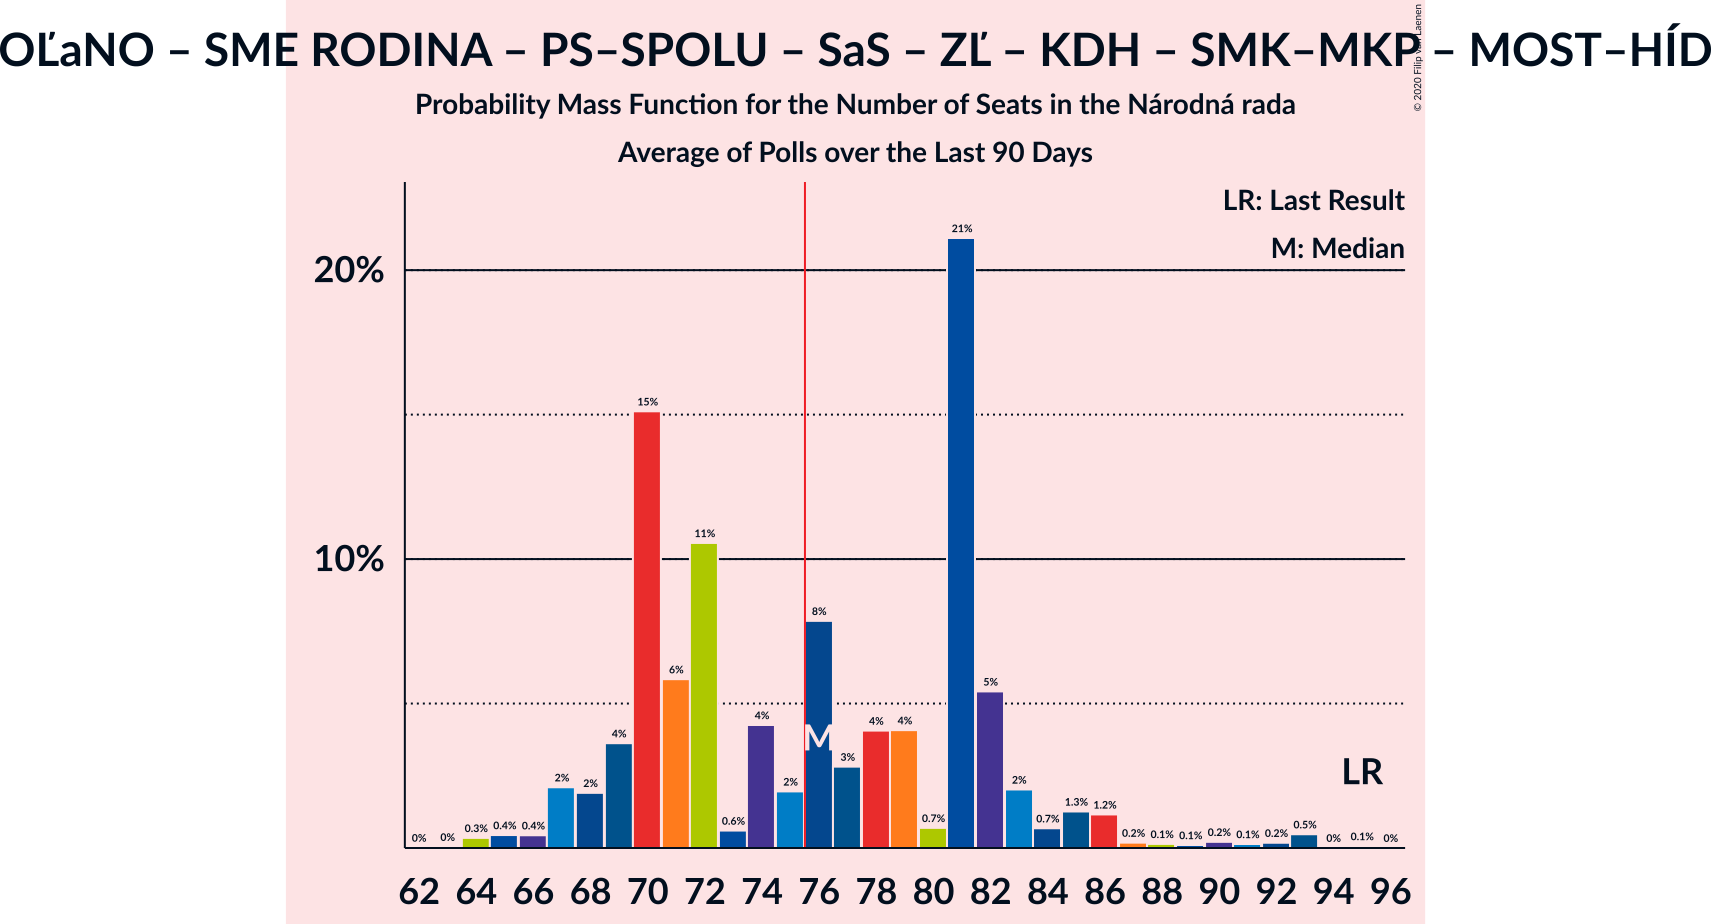 OĽaNO – SME RODINA – PS–SPOLU – SaS – ZĽ – KDH – SMK–MKP – MOST–HÍD
Probability Mass Function for the Number of Seats in the Národná rada
Average of Polls over the Last 90 Days
© 2020 Filip van Laenen
LR: Last Result
M: Median
20%
10%
0% 0% 0.3% 0.4% 0.4% 2% 2% 4% 15% 6% 11% 0.6% 4% 2% 8% 3% 4% 4% 0.7% 21% 5% 2% 0.7% 1.3% 1.2% 0.2% 0.1% 0.1% 0.2% 0.1% 0.2% 0.5% 0% 0.1% 0%
M
LR
62 64 66 68 70 72 74 76 78 80 82 84 86 88 90 92 94 96